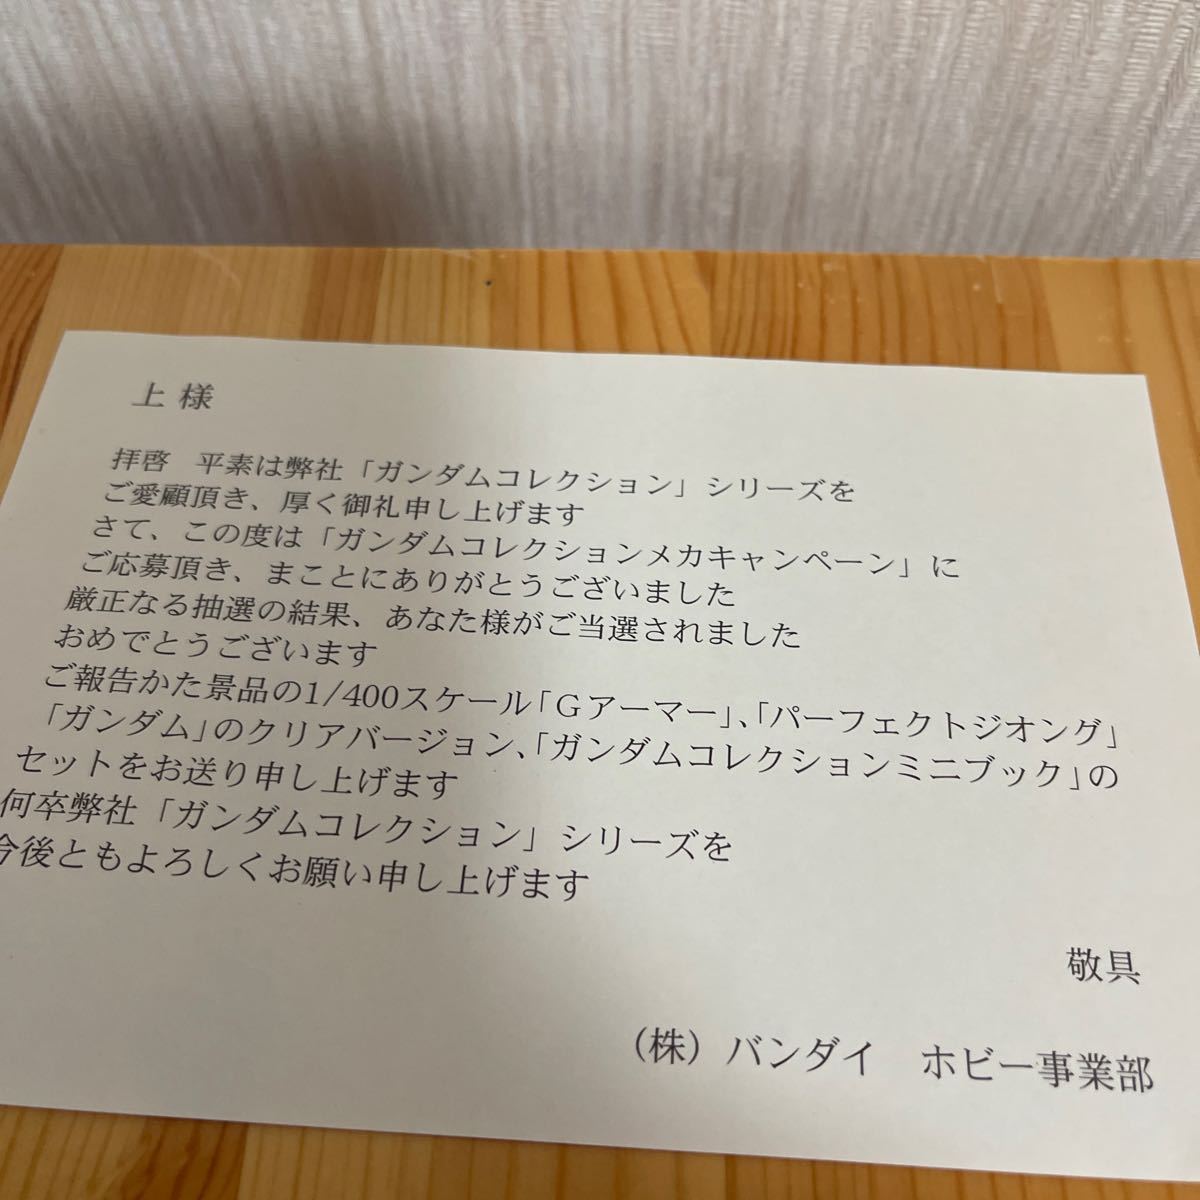 上 様
拝啓　平素は弊社「ガンダムコレクション」シリーズを
ご愛顧頂き、厚く御礼申し上げます
さて、この度は「ガンダムコレクションメカキャンペーン」に
ご応募頂き、まことにありがとうございました
厳正なる抽選の結果、あなた様がご当選されました
おめでとうございます
ご報告かた景品の1/400スケール「Gアーマー」、「パーフェクトジオング」
「ガンダム」のクリアバージョン、「ガンダムコレクションミニブック」の
セットをお送り申し上げます
何卒弊社「ガンダムコレクション」シリーズを
今後ともよろしくお願い申し上げます
敬具
（株）バンダイ　ホビー事業部